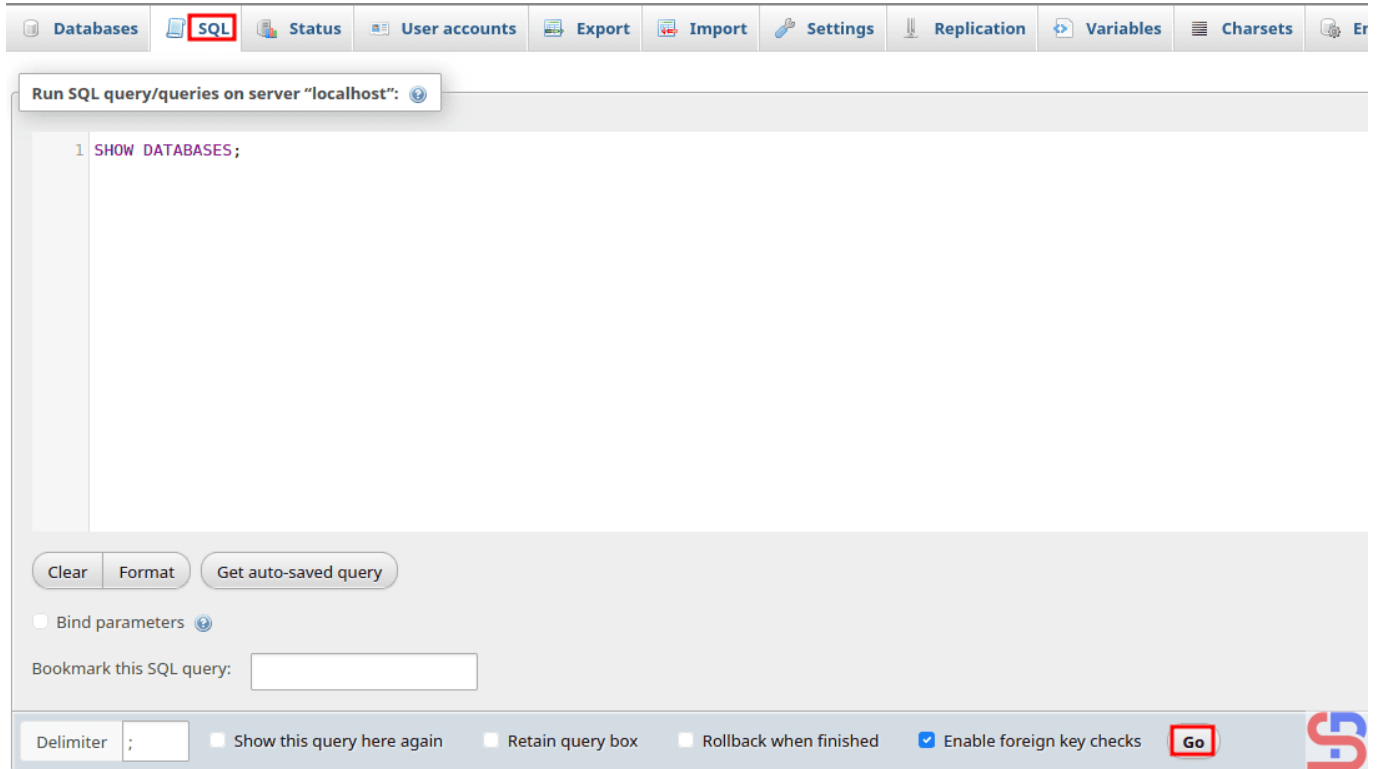 Databases SQL Status User accounts Export Import Settings Replication Variables Charsets
Run SQL query/queries on server “localhost”:
1 SHOW DATABASES;
Clear Format Get auto-saved query
Bind parameters
Bookmark this SQL query:
Delimiter ; Show this query here again Retain query box Rollback when finished Enable foreign key checks Go